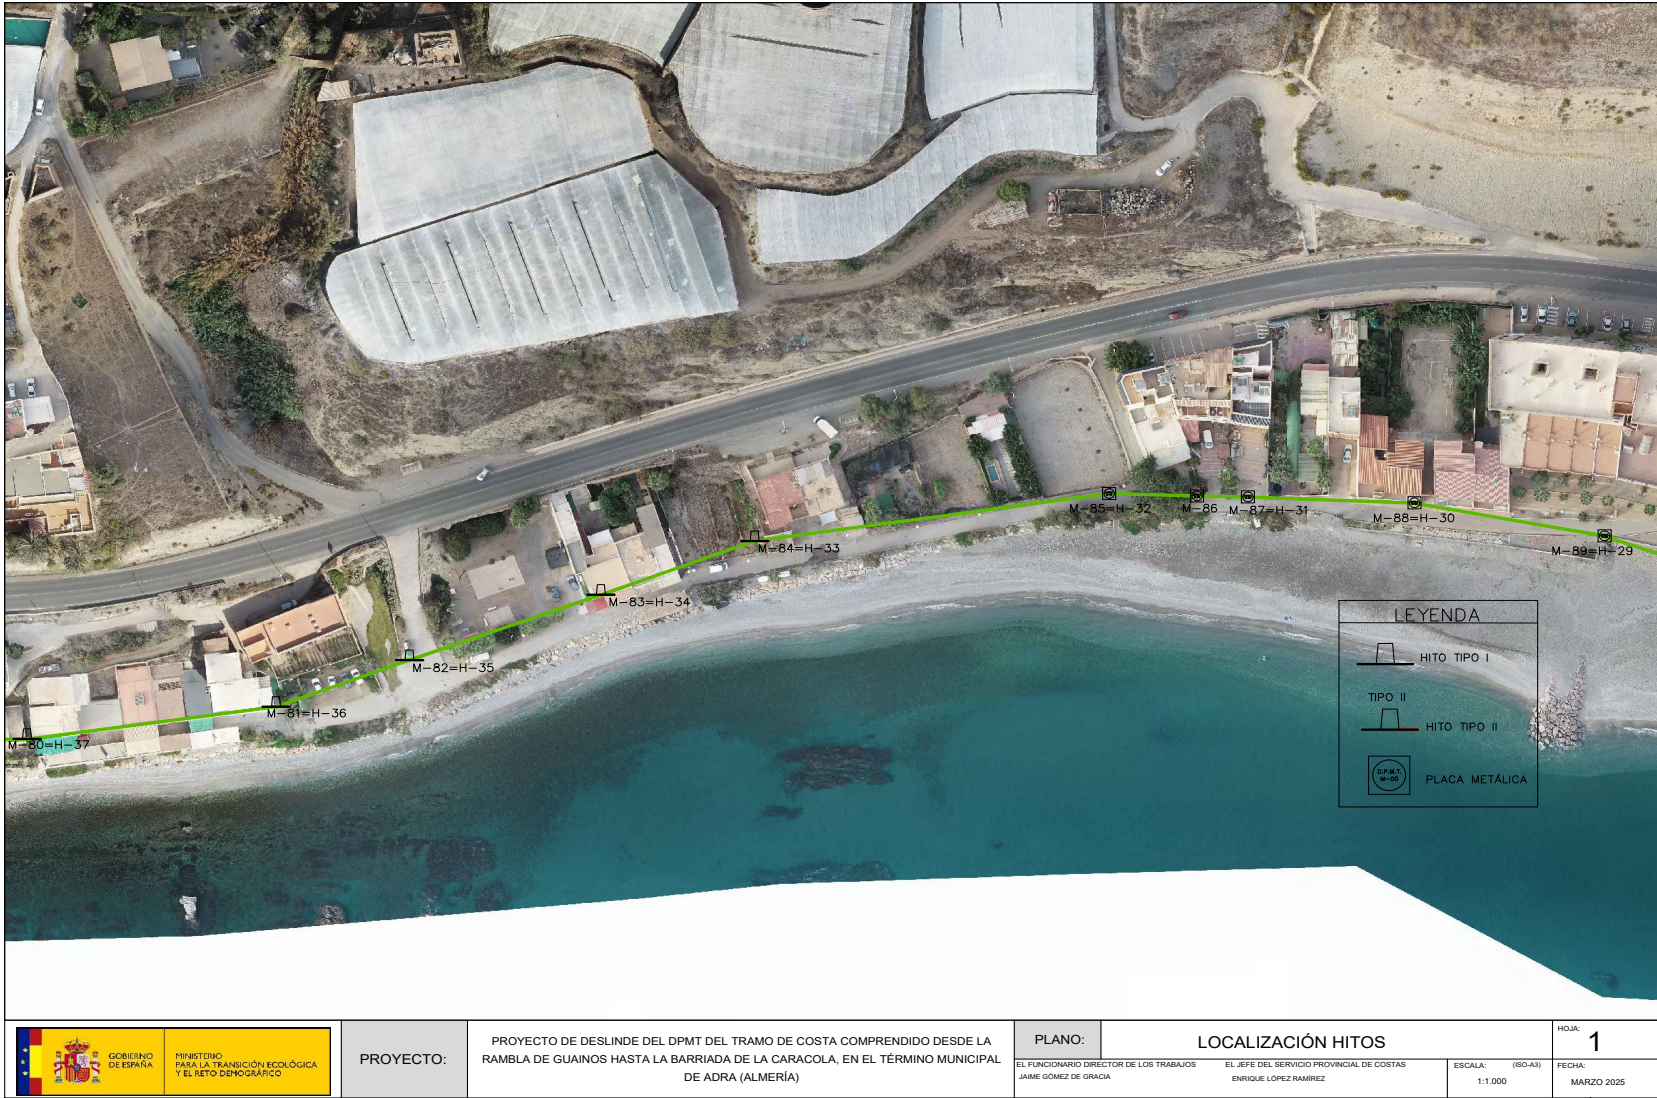 M-85=H-32
M-86
M-87=H-31
M-88=H-30
M-84=H-33
M-89=H-29
M-83=H-34
M-82=H-35
M-81=H-36
M-80=H-37
LEYENDA
HITO TIPO I
TIPO II
HITO TIPO II
D.P.M.T.
M-00
PLACA METÁLICA
GOBIERNO
DE ESPAÑA
MINISTERIO
PARA LA TRANSICIÓN ECOLÓGICA
Y EL RETO DEMOGRÁFICO
PROYECTO:
PROYECTO DE DESLINDE DEL DPMT DEL TRAMO DE COSTA COMPRENDIDO DESDE LA
RAMBLA DE GUAINOS HASTA LA BARRIADA DE LA CARACOLA, EN EL TÉRMINO MUNICIPAL
DE ADRA (ALMERÍA)
PLANO:
LOCALIZACIÓN HITOS
EL FUNCIONARIO DIRECTOR DE LOS TRABAJOS
JAIME GÓMEZ DE GRACIA
EL JEFE DEL SERVICIO PROVINCIAL DE COSTAS
ENRIQUE LÓPEZ RAMÍREZ
ESCALA: (ISO-A3)
1:1.000
HOJA:
1
FECHA:
MARZO 2025